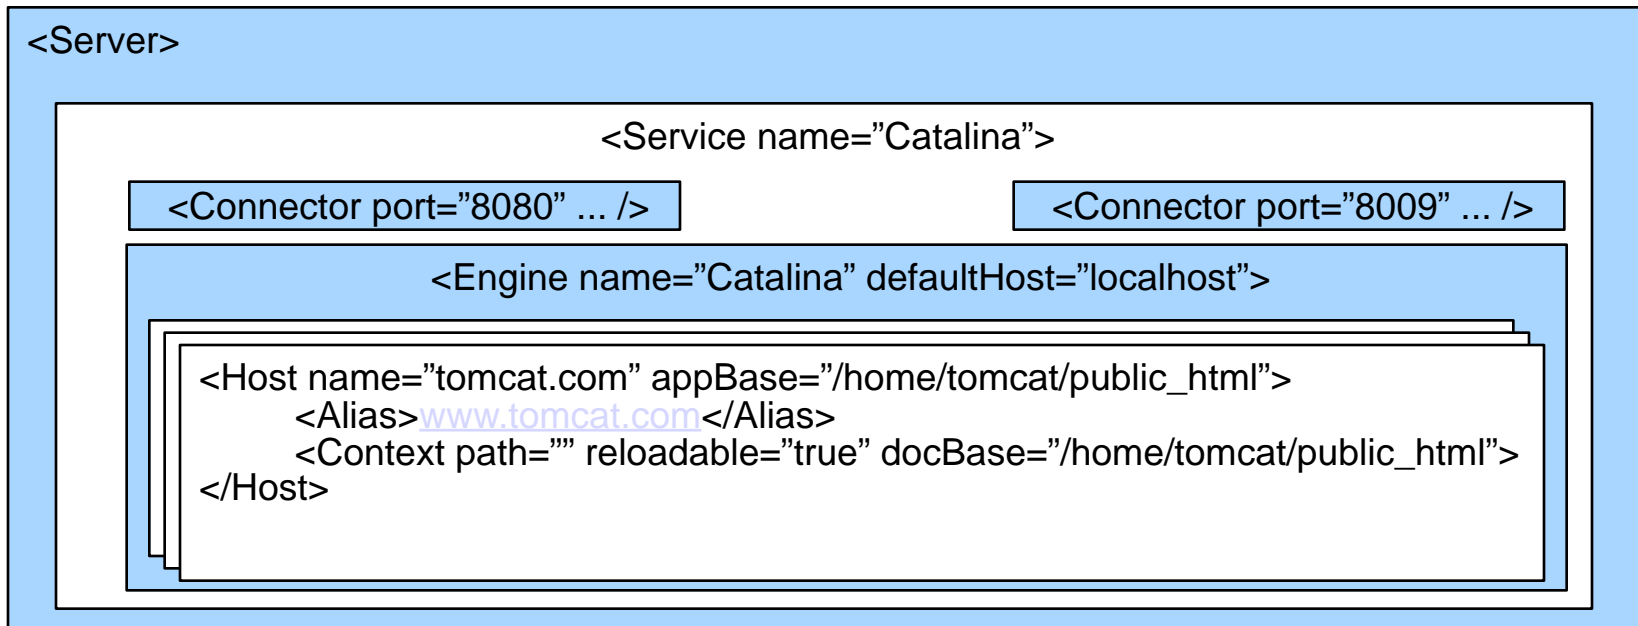 <Server>
<Service name=”Catalina”>
<Connector port=”8080” ... />
<Connector port=”8009” ... />
<Engine name=”Catalina” defaultHost=”localhost”>
<Host name=”tomcat.com” appBase=”/home/tomcat/public_html”>
<Alias>www.tomcat.com</Alias>
<Context path=”” reloadable=”true” docBase=”/home/tomcat/public_html”>
</Host>